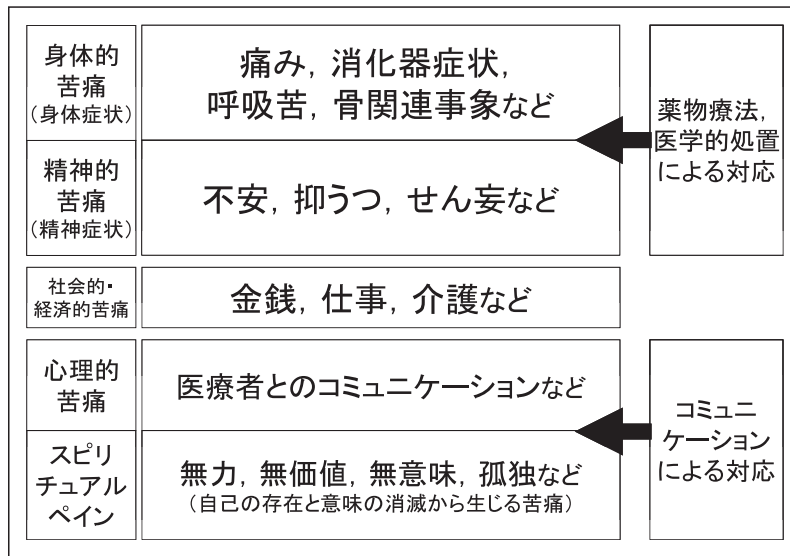 身体的
苦痛
（身体症状）
痛み，消化器症状，
呼吸苦，骨関連事象など
薬物療法，
医学的処置
による対応
精神的
苦痛
（精神症状）
不安，抑うつ，せん妄など
社会的・
経済的苦痛
金銭，仕事，介護など
心理的
苦痛
医療者とのコミュニケーションなど
コミュニ
ケーション
による対応
スピリ
チュアル
ペイン
無力，無価値，無意味，孤独など
（自己の存在と意味の消滅から生じる苦痛）